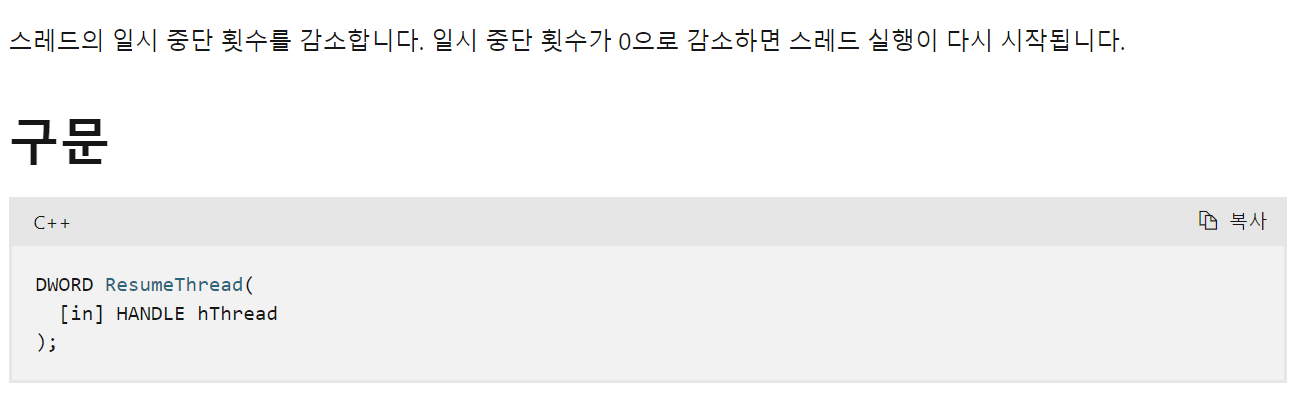 스레드의 일시 중단 횟수를 감소합니다. 일시 중단 횟수가 0으로 감소하면 스레드 실행이 다시 시작됩니다.
구문
C++ 복사
DWORD ResumeThread(
  [in] HANDLE hThread
);